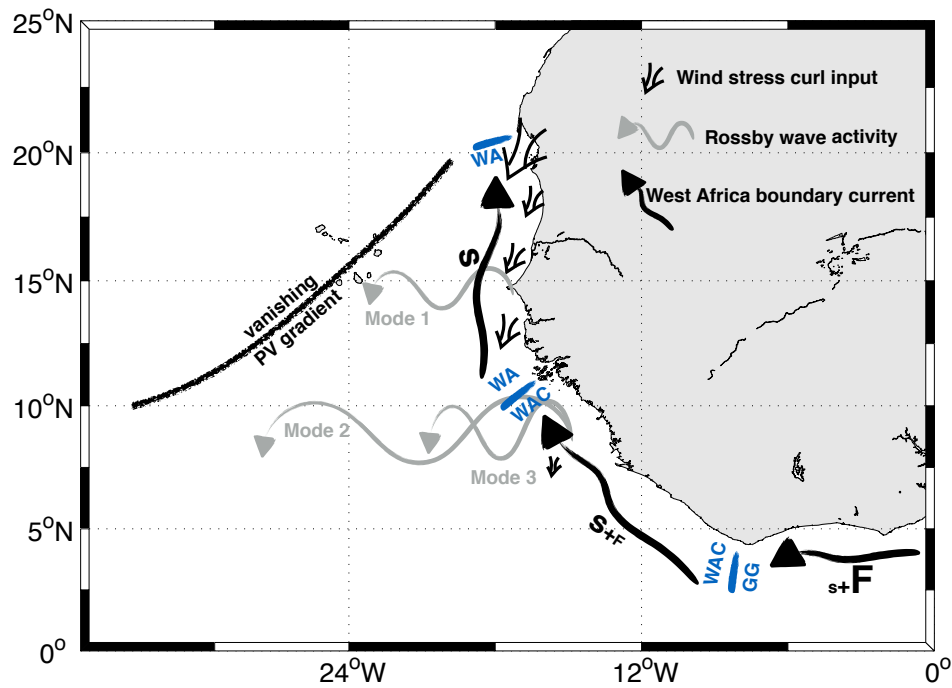 25°N
20°N
15°N
10°N
5°N
0°
24°W
12°W
0°
Wind stress curl input
Rossby wave activity
West Africa boundary current
WA
S
vanishing
PV gradient
Mode 1
WA
WAC
Mode 2
Mode 3
S+F
WAC
GG
s+F